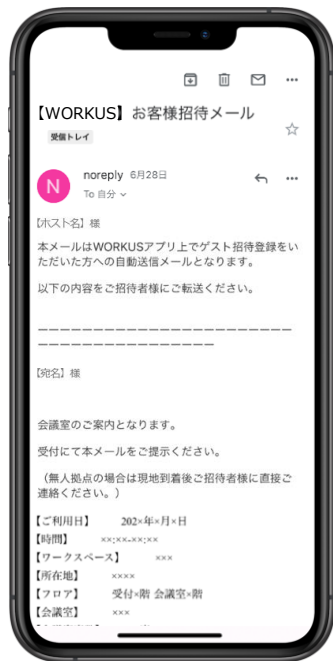 【WORKUS】お客様招待メール
受信トレイ
N
noreply 6月28日
To 自分
【ホスト名】様
本メールはWORKUSアプリ上でゲスト招待登録をい
ただいた方への自動送信メールとなります。
以下の内容をご招待者様にご転送ください。
ーーーーーーーーーーーーーーーーーーーーーーー
ーーーーーーーーーーーーーーーー
【宛名】様
会議室のご案内となります。
受付にて本メールをご提示ください。
（無人拠点の場合は現地到着後ご招待者様に直接ご
連絡ください。）
【ご利用日】 202×年×月×日
【時間】 ××:××-××:××
【ワークスペース】 ×××
【所在地】 ××××
【フロア】 受付×階 会議室×階
【会議室】 ×××